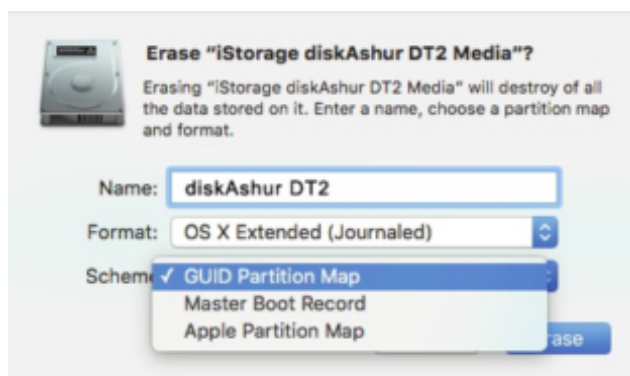 Erase “iStorage diskAshur DT2 Media”?
Erasing “iStorage diskAshur DT2 Media” will destroy of all
the data stored on it. Enter a name, choose a partition map
and format.
Name: diskAshur DT2
Format: OS X Extended (Journaled)
Scheme ✓ GUID Partition Map
Master Boot Record
Apple Partition Map
rase